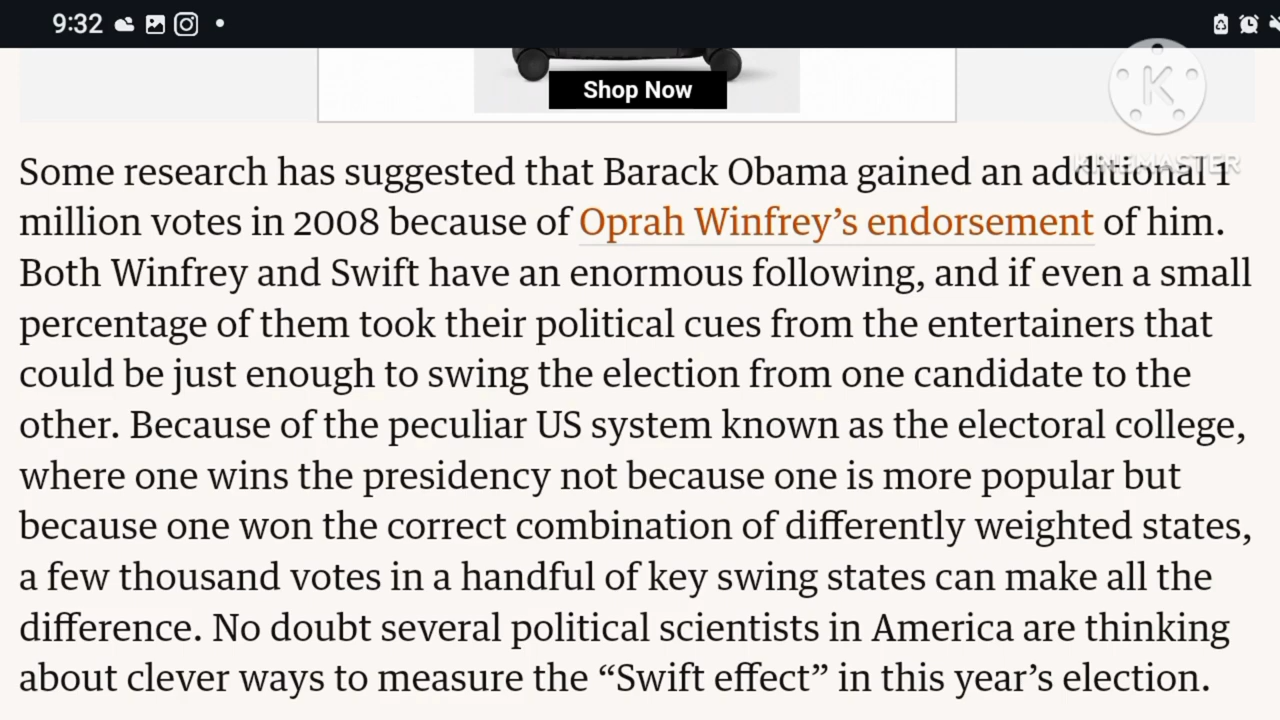 9:32
Shop Now
K
KINEMASTER
Some research has suggested that Barack Obama gained an additional 1
million votes in 2008 because of Oprah Winfrey’s endorsement of him.
Both Winfrey and Swift have an enormous following, and if even a small
percentage of them took their political cues from the entertainers that
could be just enough to swing the election from one candidate to the
other. Because of the peculiar US system known as the electoral college,
where one wins the presidency not because one is more popular but
because one won the correct combination of differently weighted states,
a few thousand votes in a handful of key swing states can make all the
difference. No doubt several political scientists in America are thinking
about clever ways to measure the “Swift effect” in this year’s election.